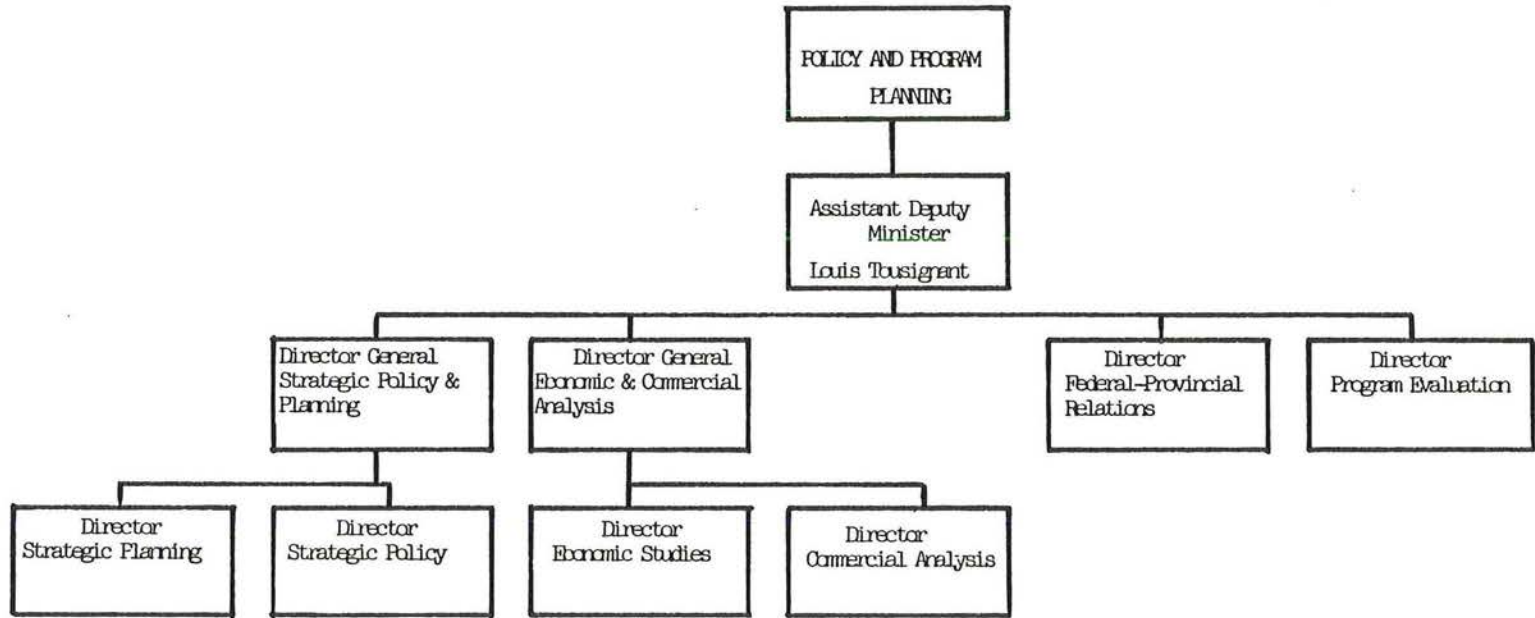 POLICY AND PROGRAM
PLANNING
Assistant Deputy
Minister
Louis Tousignant
Director General
Strategic Policy &
Planning
Director General
Economic & Commercial
Analysis
Director
Federal-Provincial
Relations
Director
Program Evaluation
Director
Strategic Planning
Director
Strategic Policy
Director
Economic Studies
Director
Commercial Analysis